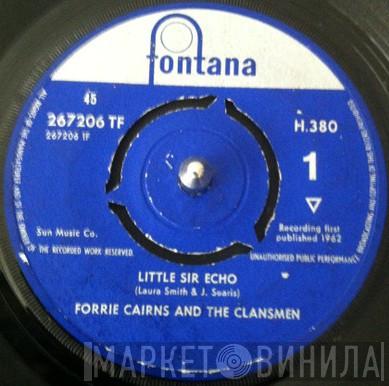 fontana
45
267206 TF
267206 TF
H.380
1
Sun Music Co.
Recording first
published 1962
OF THE RECORDED WORK RESERVED.
UNAUTHORISED PUBLIC PERFORMANCE
LITTLE SIR ECHO
(Laura Smith & J. Searis)
FORRIE CAIRNS AND THE CLANSMEN
МАРКЕТ ВИНИЛА